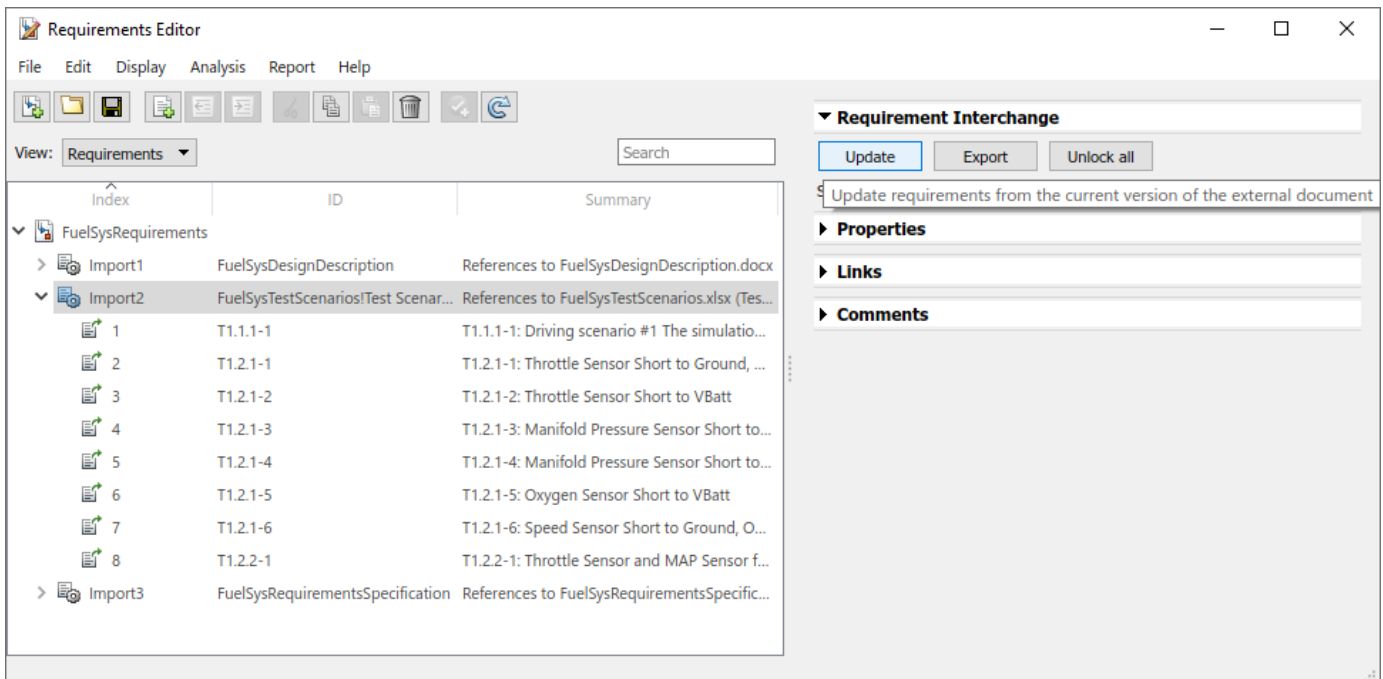 Requirements Editor
File Edit Display Analysis Report Help
View: Requirements Search
Index ID Summary
FuelSysRequirements
Import1 FuelSysDesignDescription References to FuelSysDesignDescription.docx
Import2 FuelSysTestScenarios!Test Scenar... References to FuelSysTestScenarios.xlsx (Tes...
1 T1.1.1-1 T1.1.1-1: Driving scenario #1 The simulatio...
2 T1.2.1-1 T1.2.1-1: Throttle Sensor Short to Ground, ...
3 T1.2.1-2 T1.2.1-2: Throttle Sensor Short to VBatt
4 T1.2.1-3 T1.2.1-3: Manifold Pressure Sensor Short to...
5 T1.2.1-4 T1.2.1-4: Manifold Pressure Sensor Short to...
6 T1.2.1-5 T1.2.1-5: Oxygen Sensor Short to VBatt
7 T1.2.1-6 T1.2.1-6: Speed Sensor Short to Ground, O...
8 T1.2.2-1 T1.2.2-1: Throttle Sensor and MAP Sensor f...
Import3 FuelSysRequirementsSpecification References to FuelSysRequirementsSpecific...
Requirement Interchange
Update Export Unlock all
Update requirements from the current version of the external document
Properties
Links
Comments